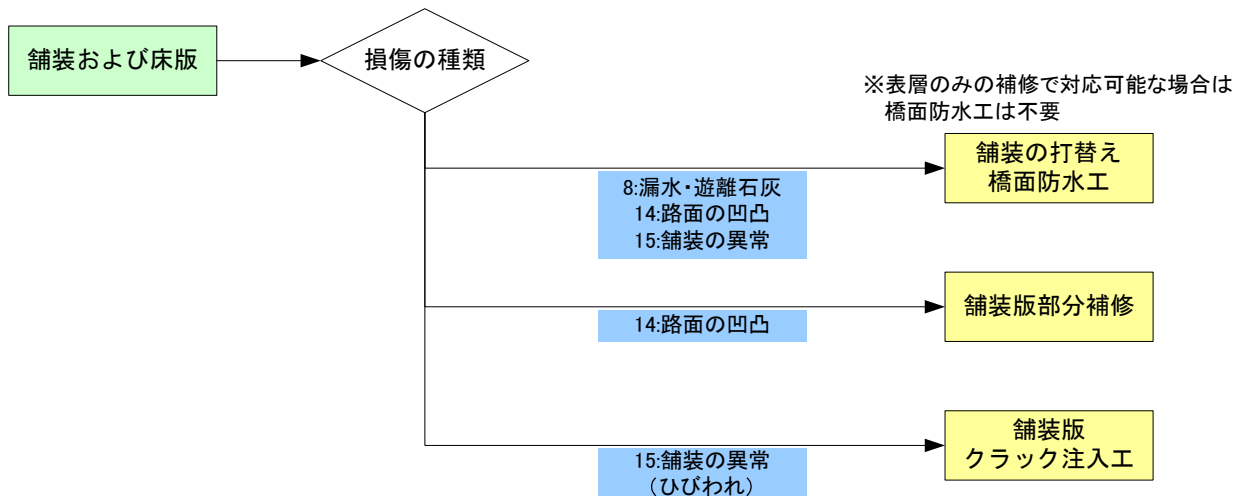 舗装および床版
損傷の種類
※表層のみの補修で対応可能な場合は
橋面防水工は不要
舗装の打替え
橋面防水工
8:漏水・遊離石灰
14:路面の凹凸
15:舗装の異常
舗装版部分補修
14:路面の凹凸
舗装版
クラック注入工
15:舗装の異常
（ひびわれ）